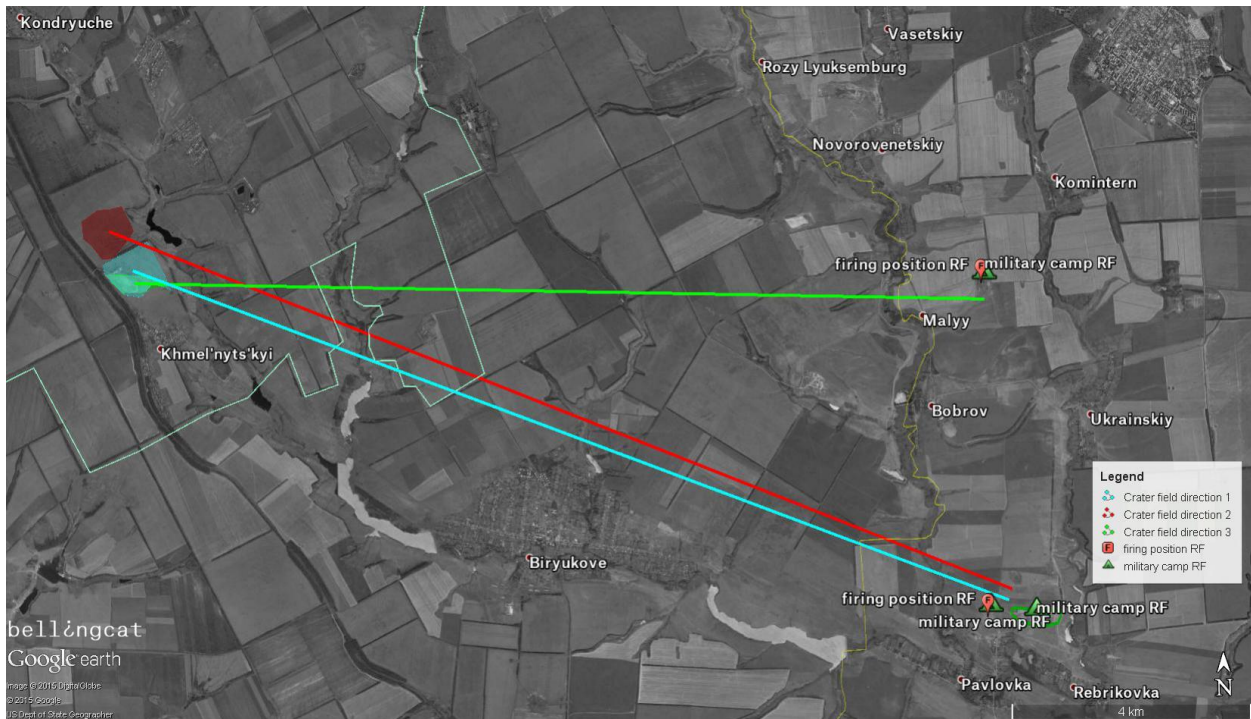 Kondryuche
Vasetskiy
Rozy Lyuksemburg
Novorovenetskiy
Komintern
firing position RF
military camp RF
Malyy
Khmel'nyts'kyi
Bobrov
Ukrainskiy
Legend
Crater field direction 1
Crater field direction 2
Crater field direction 3
F firing position RF
military camp RF
Biryukove
firing position RF
F
military camp RF
military camp RF
bell¿ngcat
Google earth
Image © 2015 DigitalGlobe
© 2015 Google
US Dept of State Geographer
Pavlovka
Rebrikovka
N
4 km